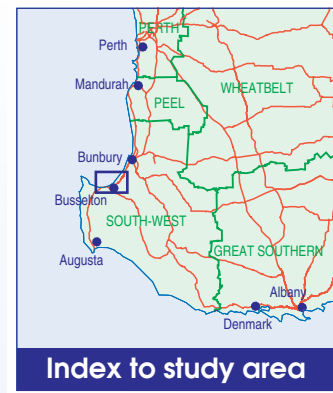 PERTH
Perth
Mandurah
WHEATBELT
PEEL
Bunbury
Busselton
SOUTH-WEST
GREAT SOUTHERN
Augusta
Albany
Denmark
Index to study area